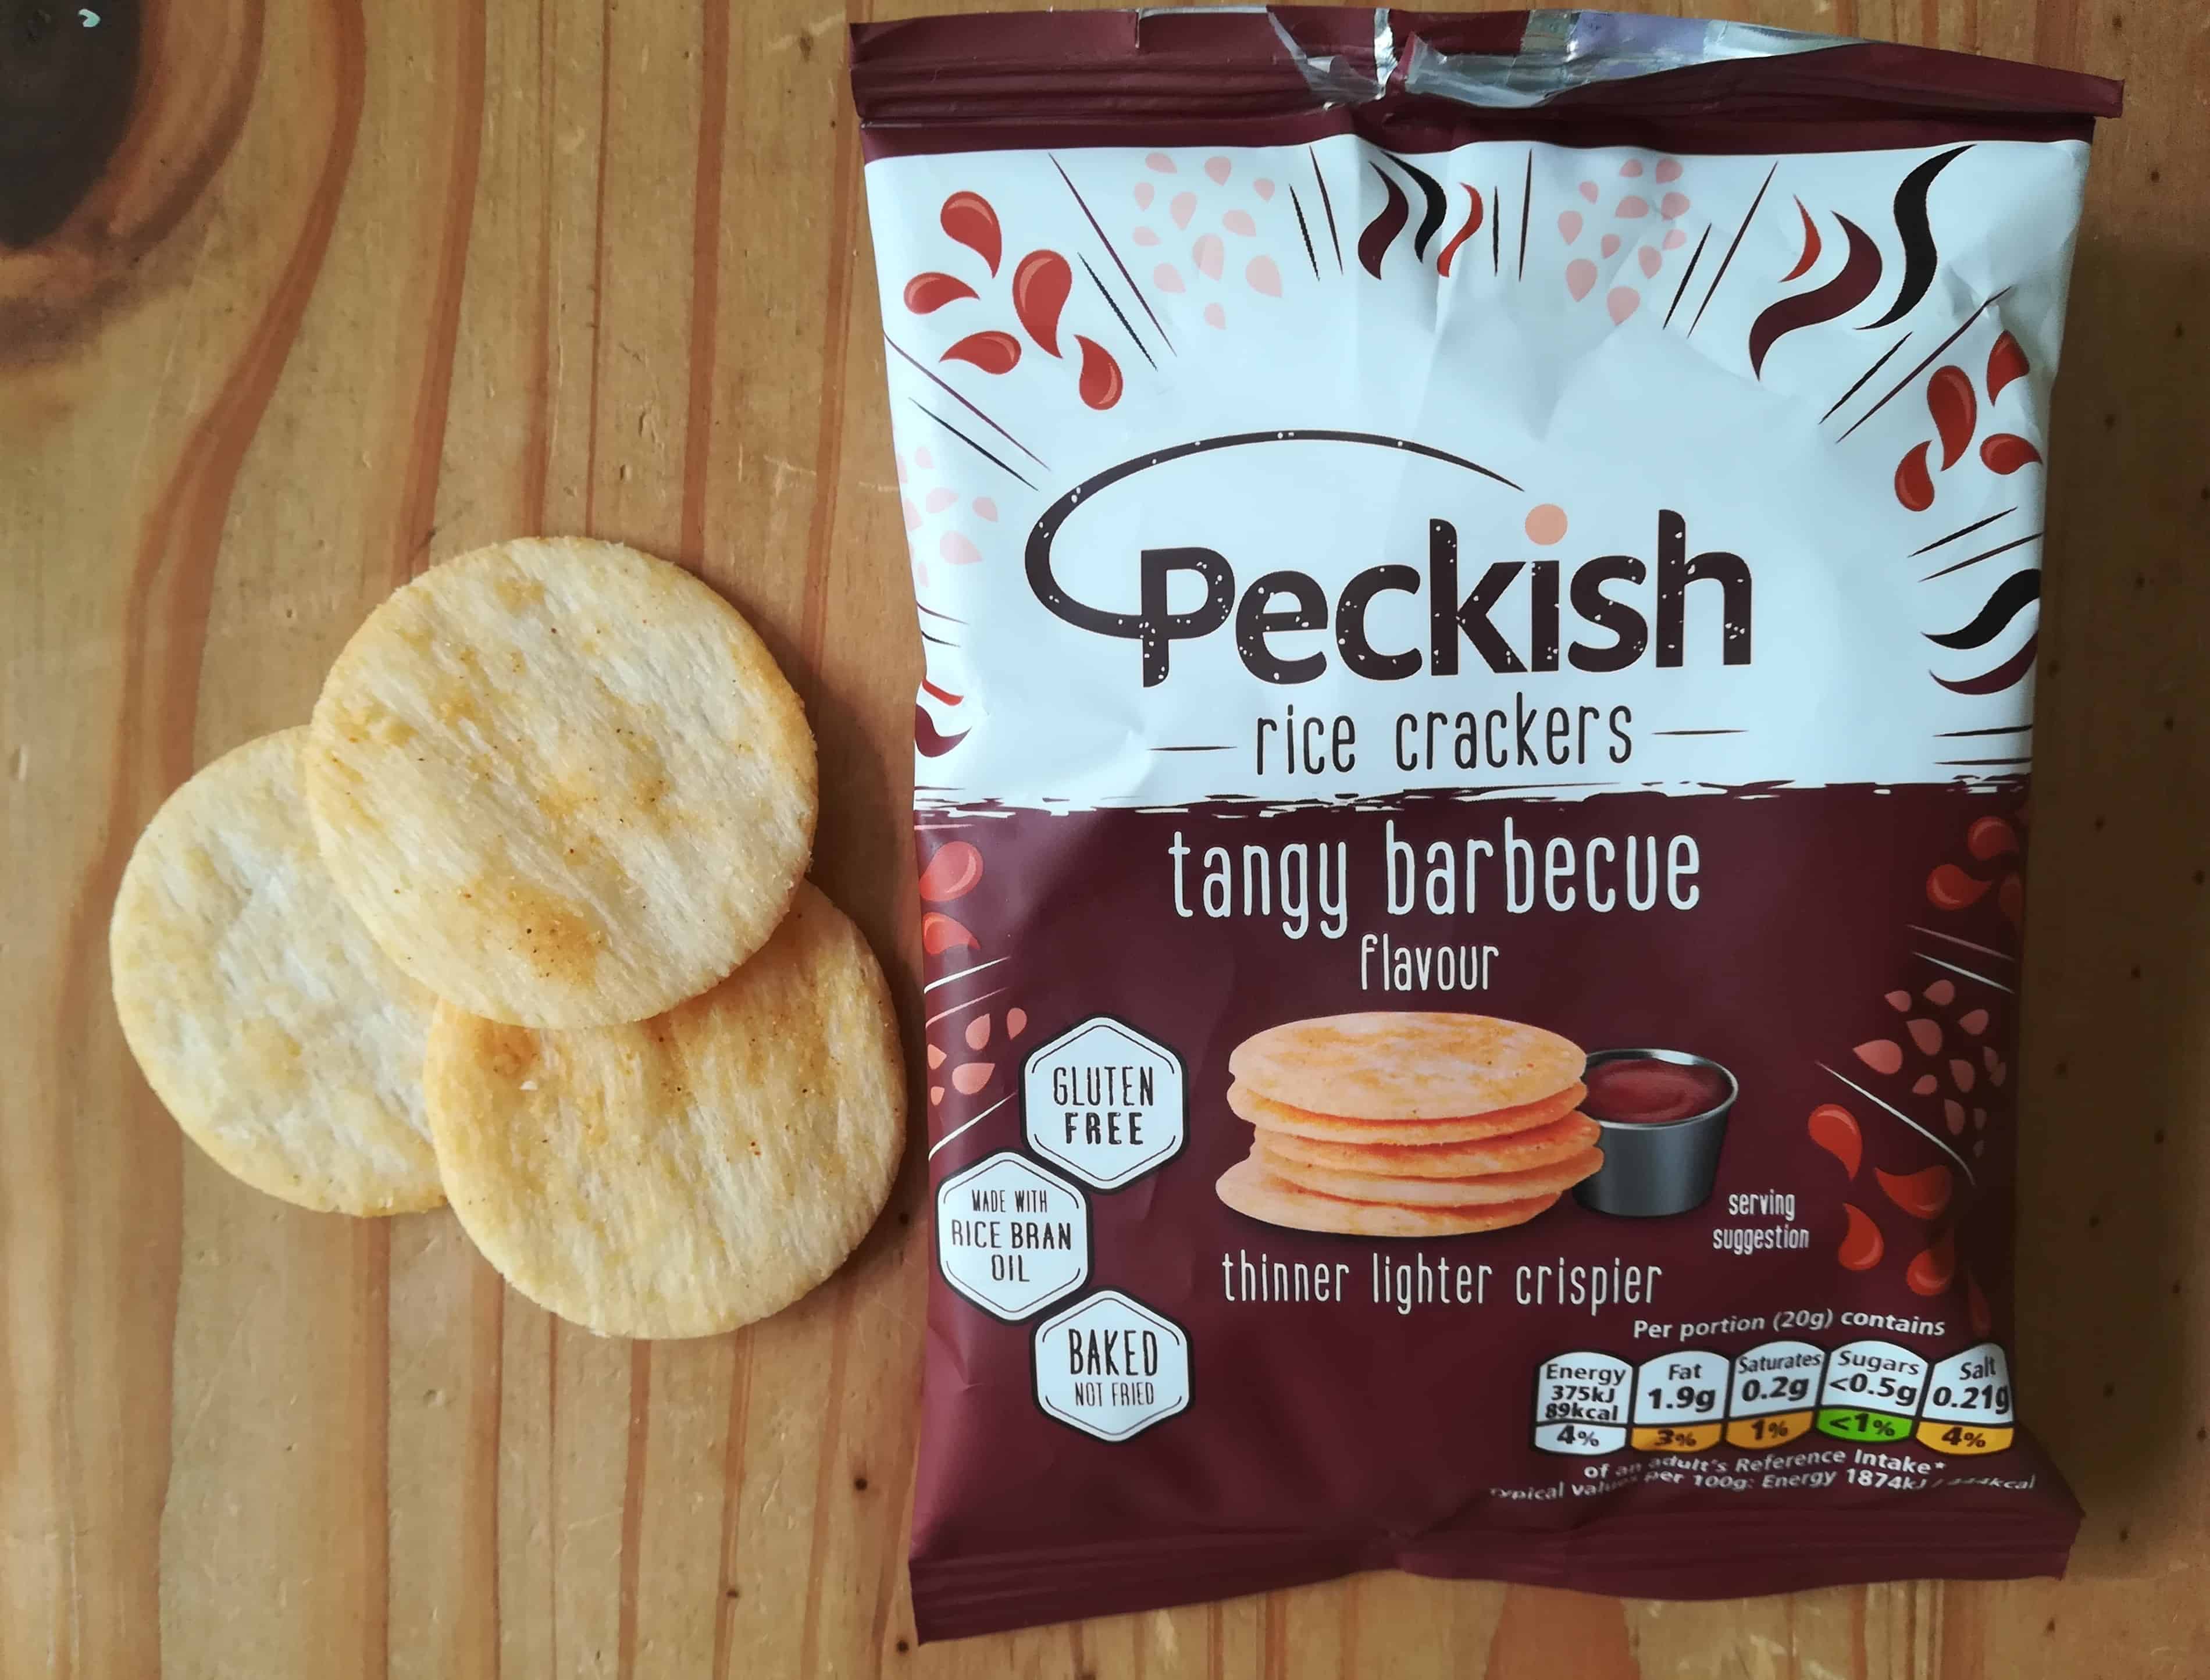 Peckish
rice crackers
tangy barbecue
flavour
GLUTEN
FREE
MADE WITH
RICE BRAN
OIL
BAKED
NOT FRIED
serving
suggestion
thinner lighter crispier
Per portion (20g) contains
Energy
375kJ
89kcal
4%
Fat
1.9g
3%
Saturates
0.2g
1%
Sugars
<0.5g
<1%
Salt
0.21g
4%
of an adult's Reference Intake*
Typical values per 100g: Energy 1874kJ /